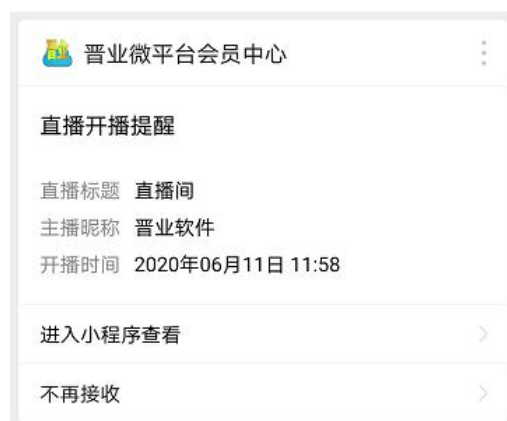 晋业微平台会员中心
直播开播提醒
直播标题 直播间
主播昵称 晋业软件
开播时间 2020年06月11日 11:58
进入小程序查看
不再接收